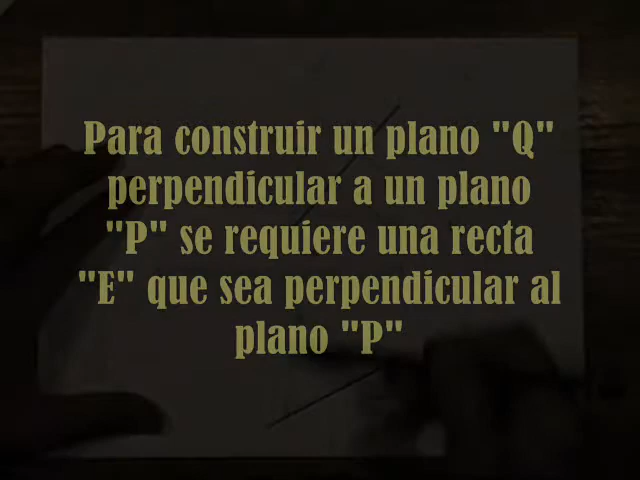 Para construir un plano "Q"
perpendicular a un plano
"P" se requiere una recta
"E" que sea perpendicular al
plano "P"